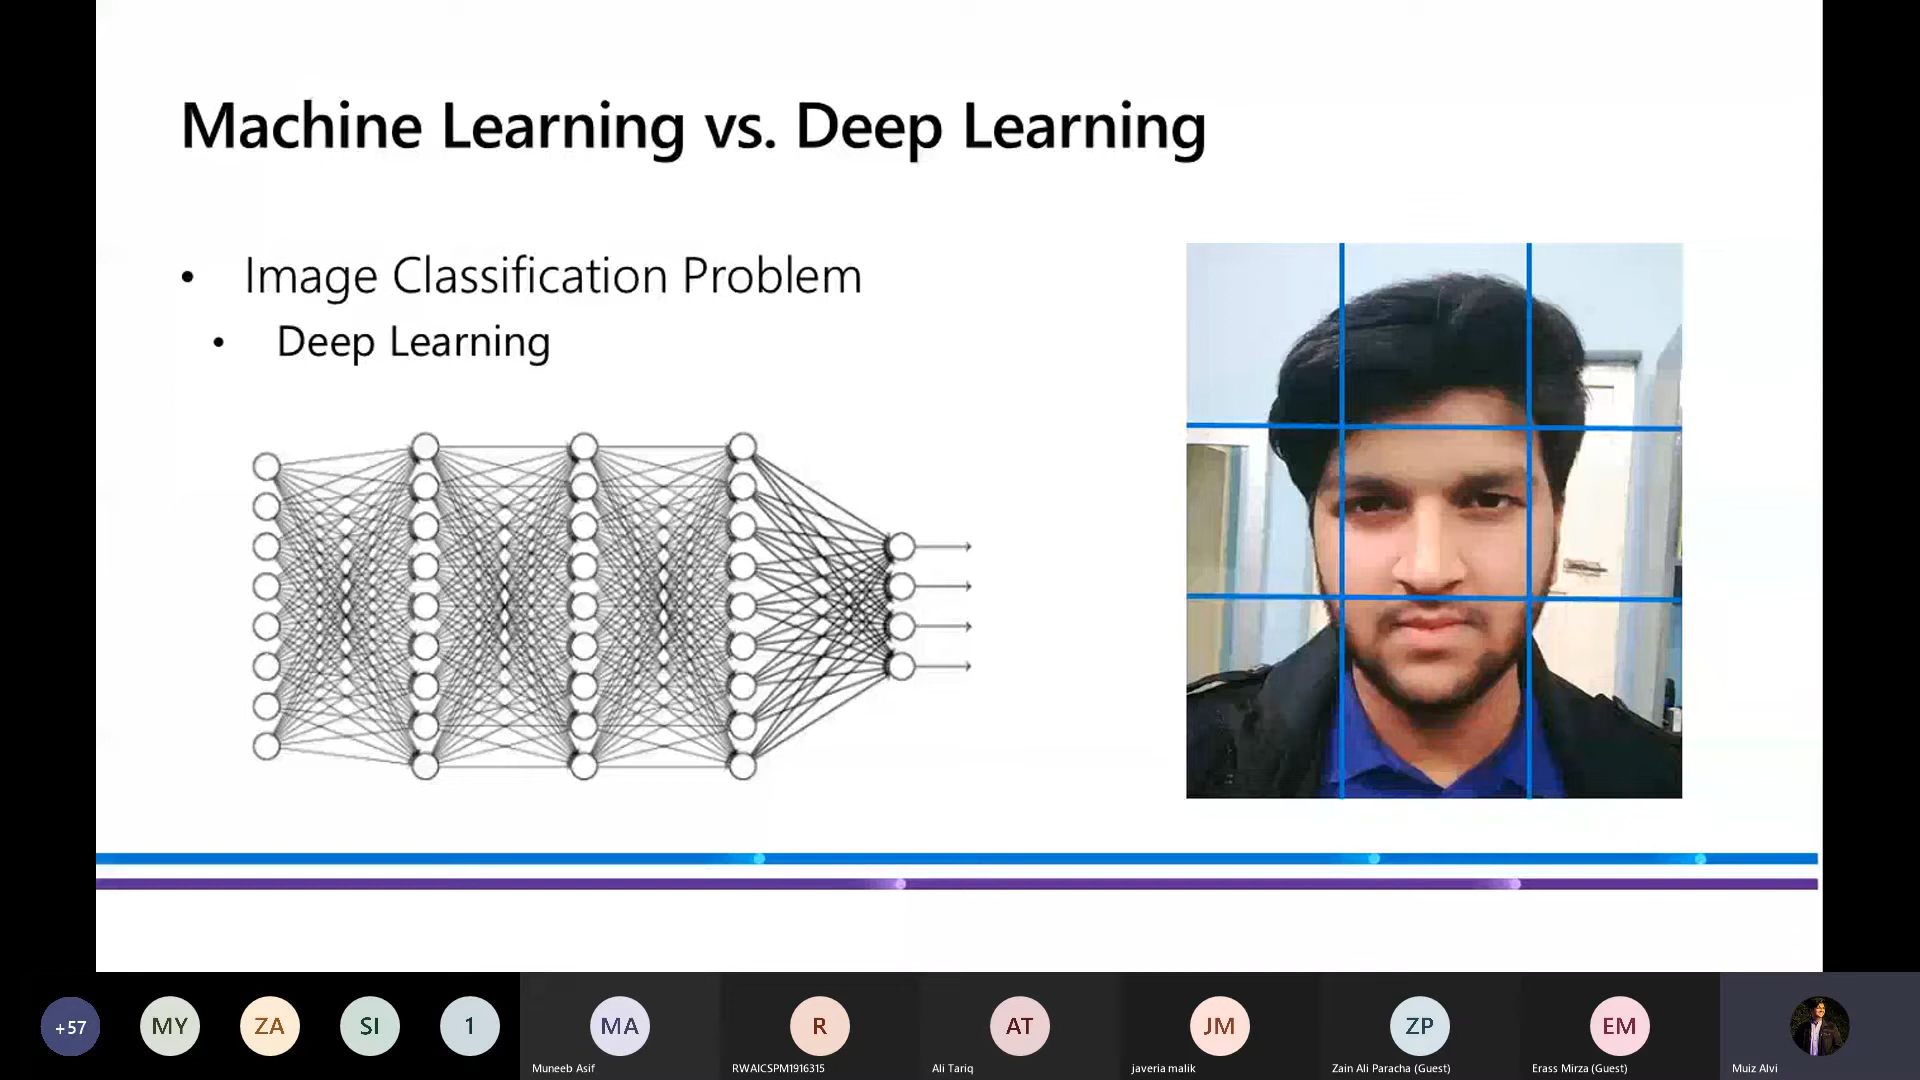 Machine Learning vs. Deep Learning
• Image Classification Problem
• Deep Learning
+57
MY
ZA
SI
1
MA
R
AT
JM
ZP
EM
Muneeb Asif
RWAICSPM1916315
Ali Tariq
javeria malik
Zain Ali Paracha (Guest)
Erass Mirza (Guest)
Muiz Alvi